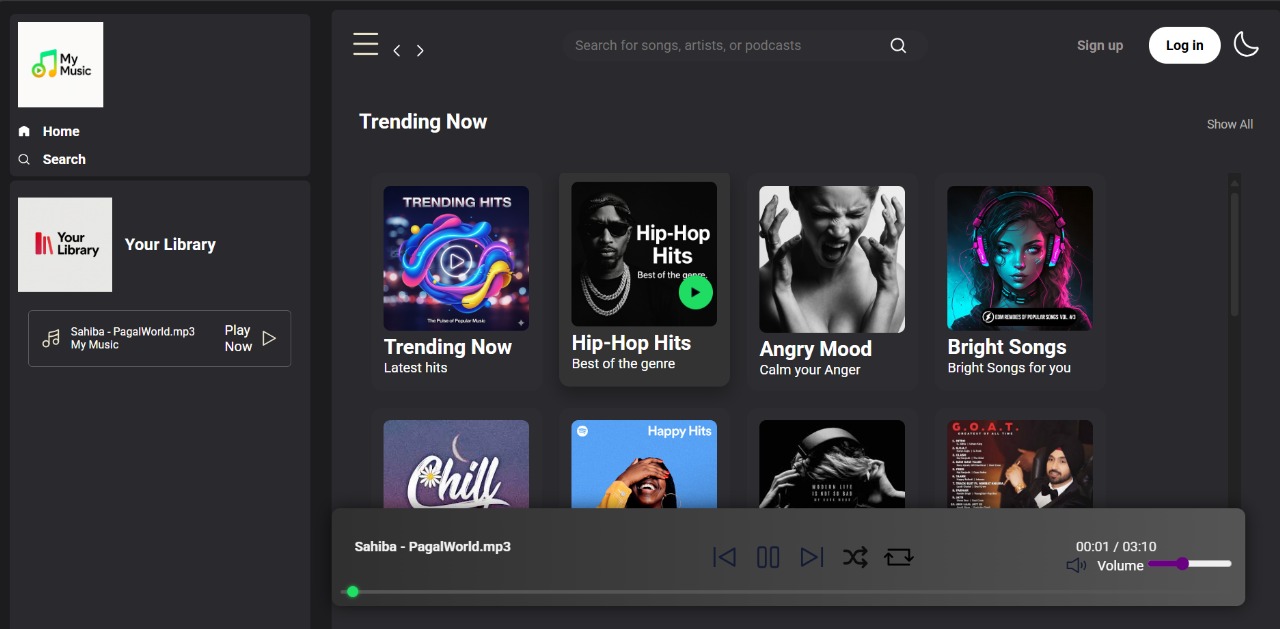 My
Music
Home
Search
Your
Library
Your Library
Sahiba - PagalWorld.mp3
My Music
Play
Now
Search for songs, artists, or podcasts
Sign up
Log in
Trending Now
Show All
TRENDING HITS
The Pulse of Popular Music
Trending Now
Latest hits
Hip-Hop
Hits
Best of the genre.
Hip-Hop Hits
Best of the genre
Angry Mood
Calm your Anger
EDM REMIXES OF POPULAR SONGS VOL. #/3
Bright Songs
Bright Songs for you
Chill
Happy Hits
MODERN LIFE
IS NOT SO BAD
G.O.A.T.
GREATEST OF ALL TIME
Sahiba - PagalWorld.mp3
00:01 / 03:10
Volume